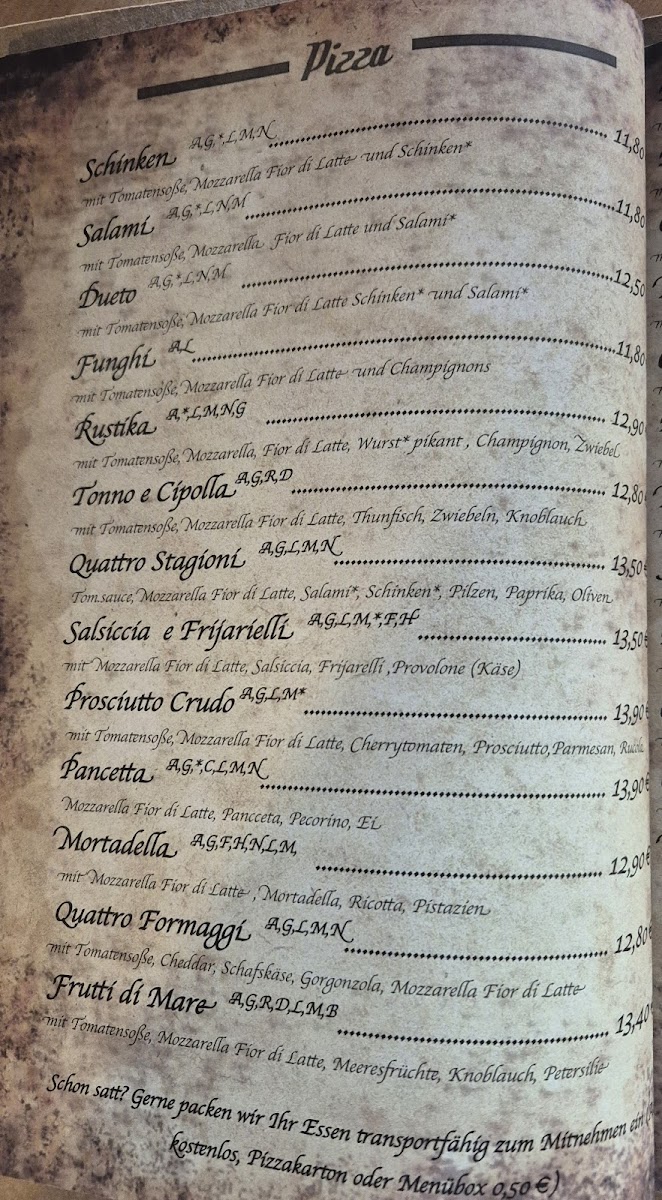 Pizza
Schinken A,G,*,L,M,N 11,80
mit Tomatensoße, Mozzarella Fior di Latte und Schinken*
Salami A,G,*,L,N,M 11,80
mit Tomatensoße, Mozzarella Fior di Latte und Salami*
Dueto A,G,*,L,N,M 12,50
mit Tomatensoße, Mozzarella Fior di Latte Schinken* und Salami*
Funghi A,L 11,80
mit Tomatensoße, Mozzarella Fior di Latte und Champignons
Rustika A,*,L,M,N,G 12,90
mit Tomatensoße, Mozzarella, Fior di Latte, Wurst* pikant , Champignon, Zwiebel
Tonno e Cipolla A,G,R,D 12,80
mit Tomatensoße, Mozzarella Fior di Latte, Thunfisch, Zwiebeln, Knoblauch
Quattro Stagioni A,G,L,M,N 13,50€
Tom.sauce, Mozzarella Fior di Latte, Salami*, Schinken*, Pilzen, Paprika, Oliven
Salsiccia e Frijarielli A,G,L,M,*,F,H 13,50€
mit Mozzarella Fior di Latte, Salsiccia, Frijarelli ,Provolone (Käse)
Prosciutto Crudo A,G,L,M* 13,90€
mit Tomatensoße, Mozzarella Fior di Latte, Cherrytomaten, Prosciutto,Parmesan, Rucola
Pancetta A,G,*,C,L,M,N 13,90€
Mozzarella Fior di Latte, Pancceta, Pecorino, Ei
Mortadella A,G,F,H,N,L,M, 12,90€
mit Mozzarella Fior di Latte , Mortadella, Ricotta, Pistazien
Quattro Formaggi A,G,L,M,N 12,80€
mit Tomatensoße, Cheddar, Schafskäse, Gorgonzola, Mozzarella Fior di Latte
Frutti di Mare A,G,R,D,L,M,B 13,40€
mit Tomatensoße, Mozzarella Fior di Latte, Meeresfrüchte, Knoblauch, Petersilie
Schon satt? Gerne packen wir Ihr Essen transportfähig zum Mitnehmen ein
kostenlos, Pizzakarton oder Menübox 0,50 €)